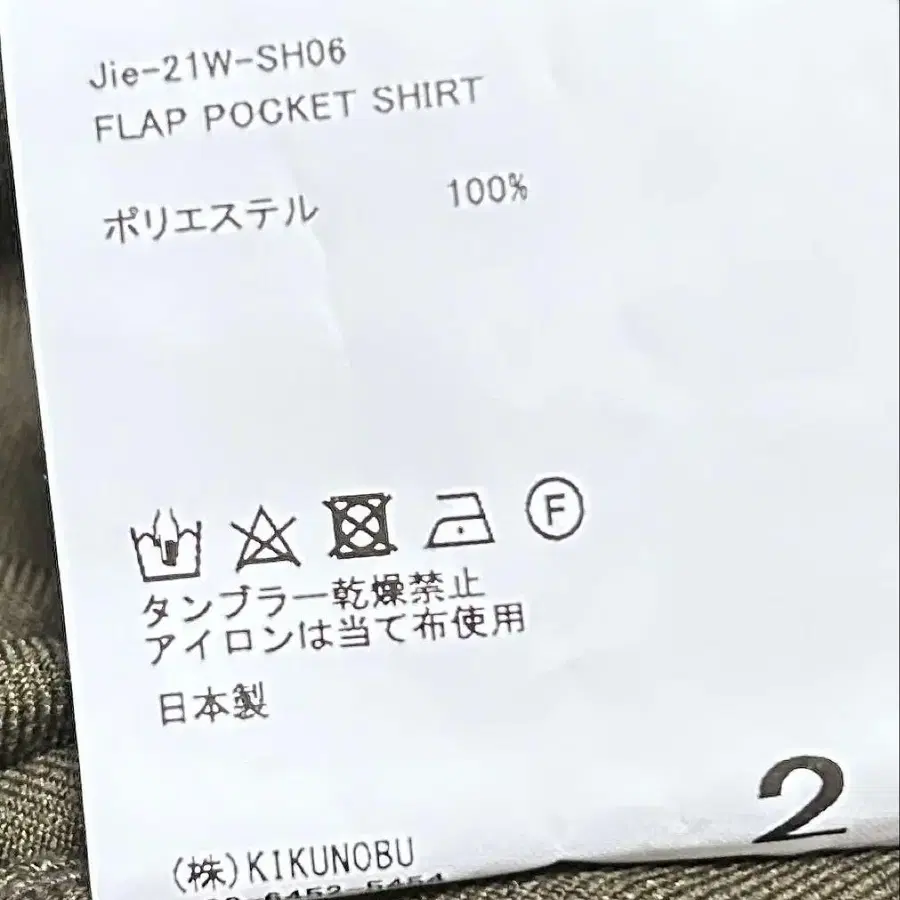 Jie-21W-SH06
FLAP POCKET SHIRT
ポリエステル 100%
F
タンブラー乾燥禁止
アイロンは当て布使用
日本製
2
(株)KIKUNOBU